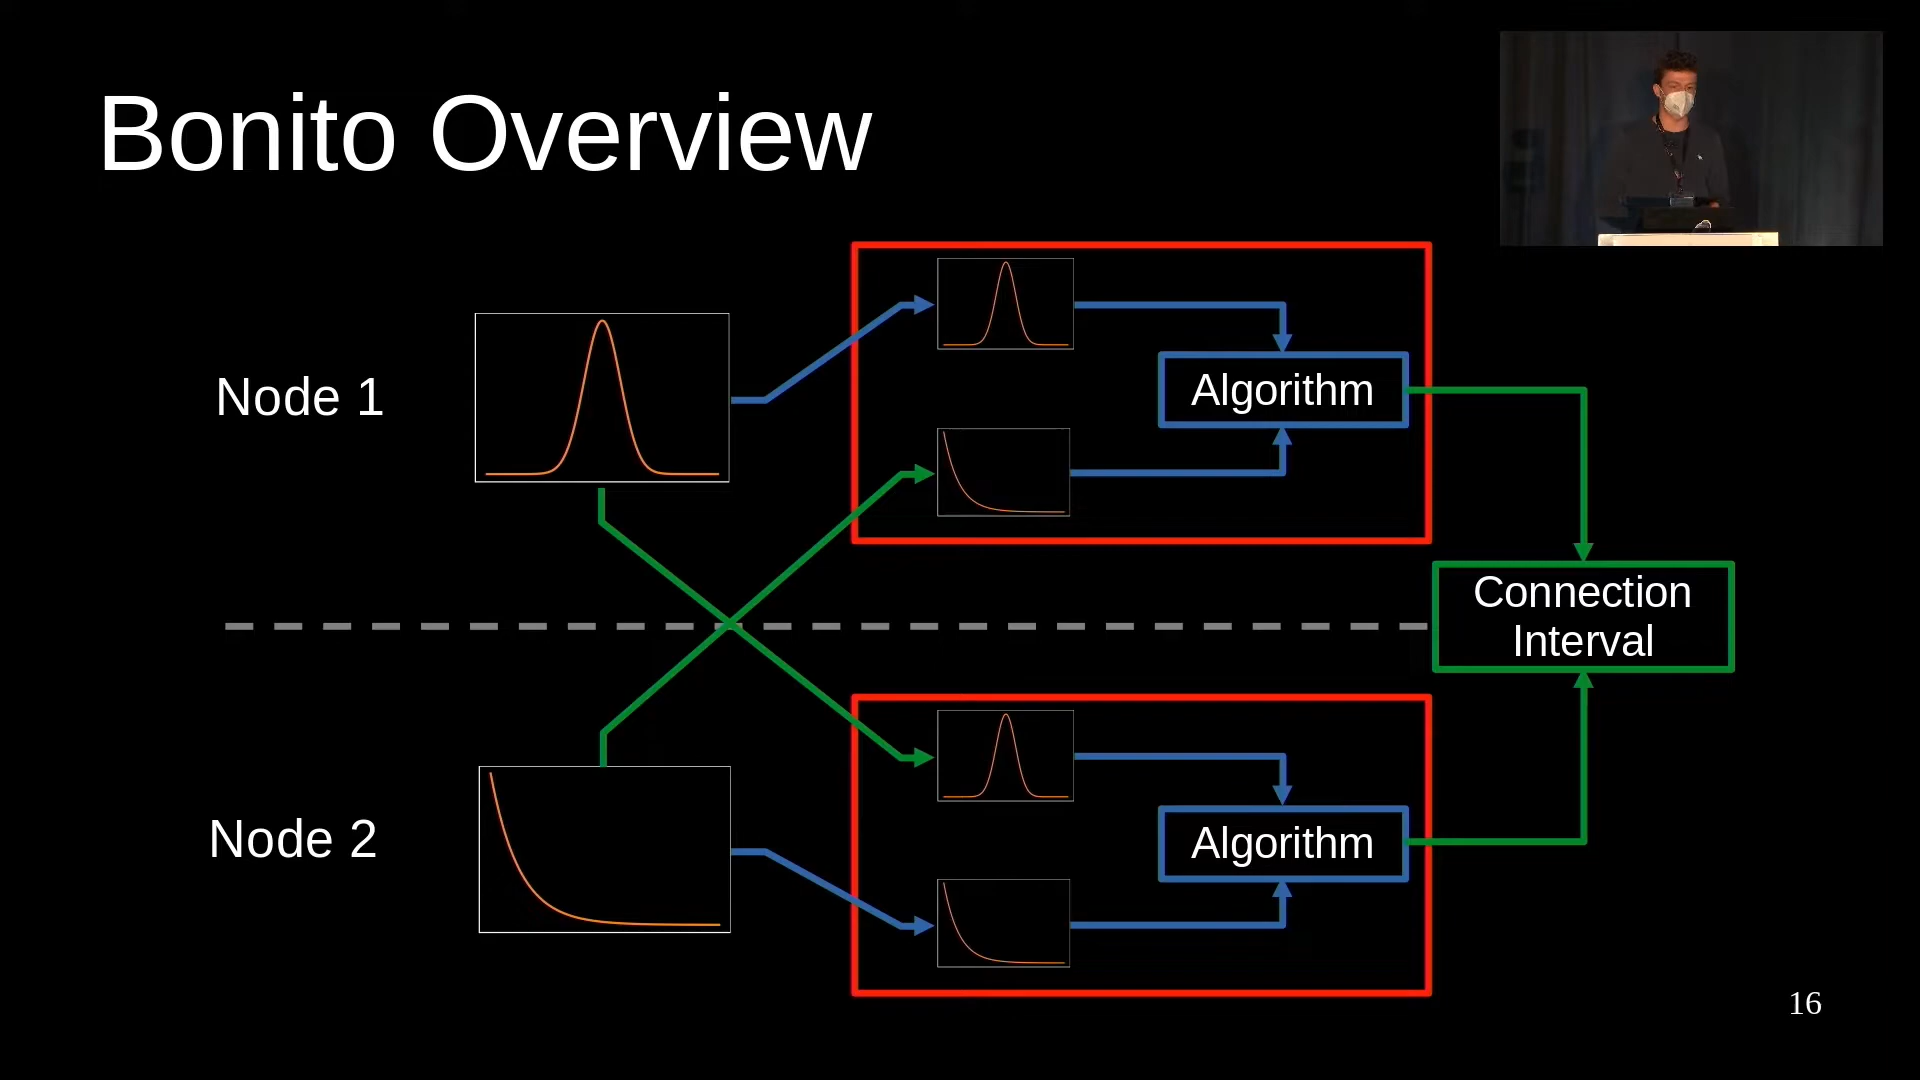 Bonito Overview
Node 1
Algorithm
Connection
Interval
Node 2
Algorithm
16